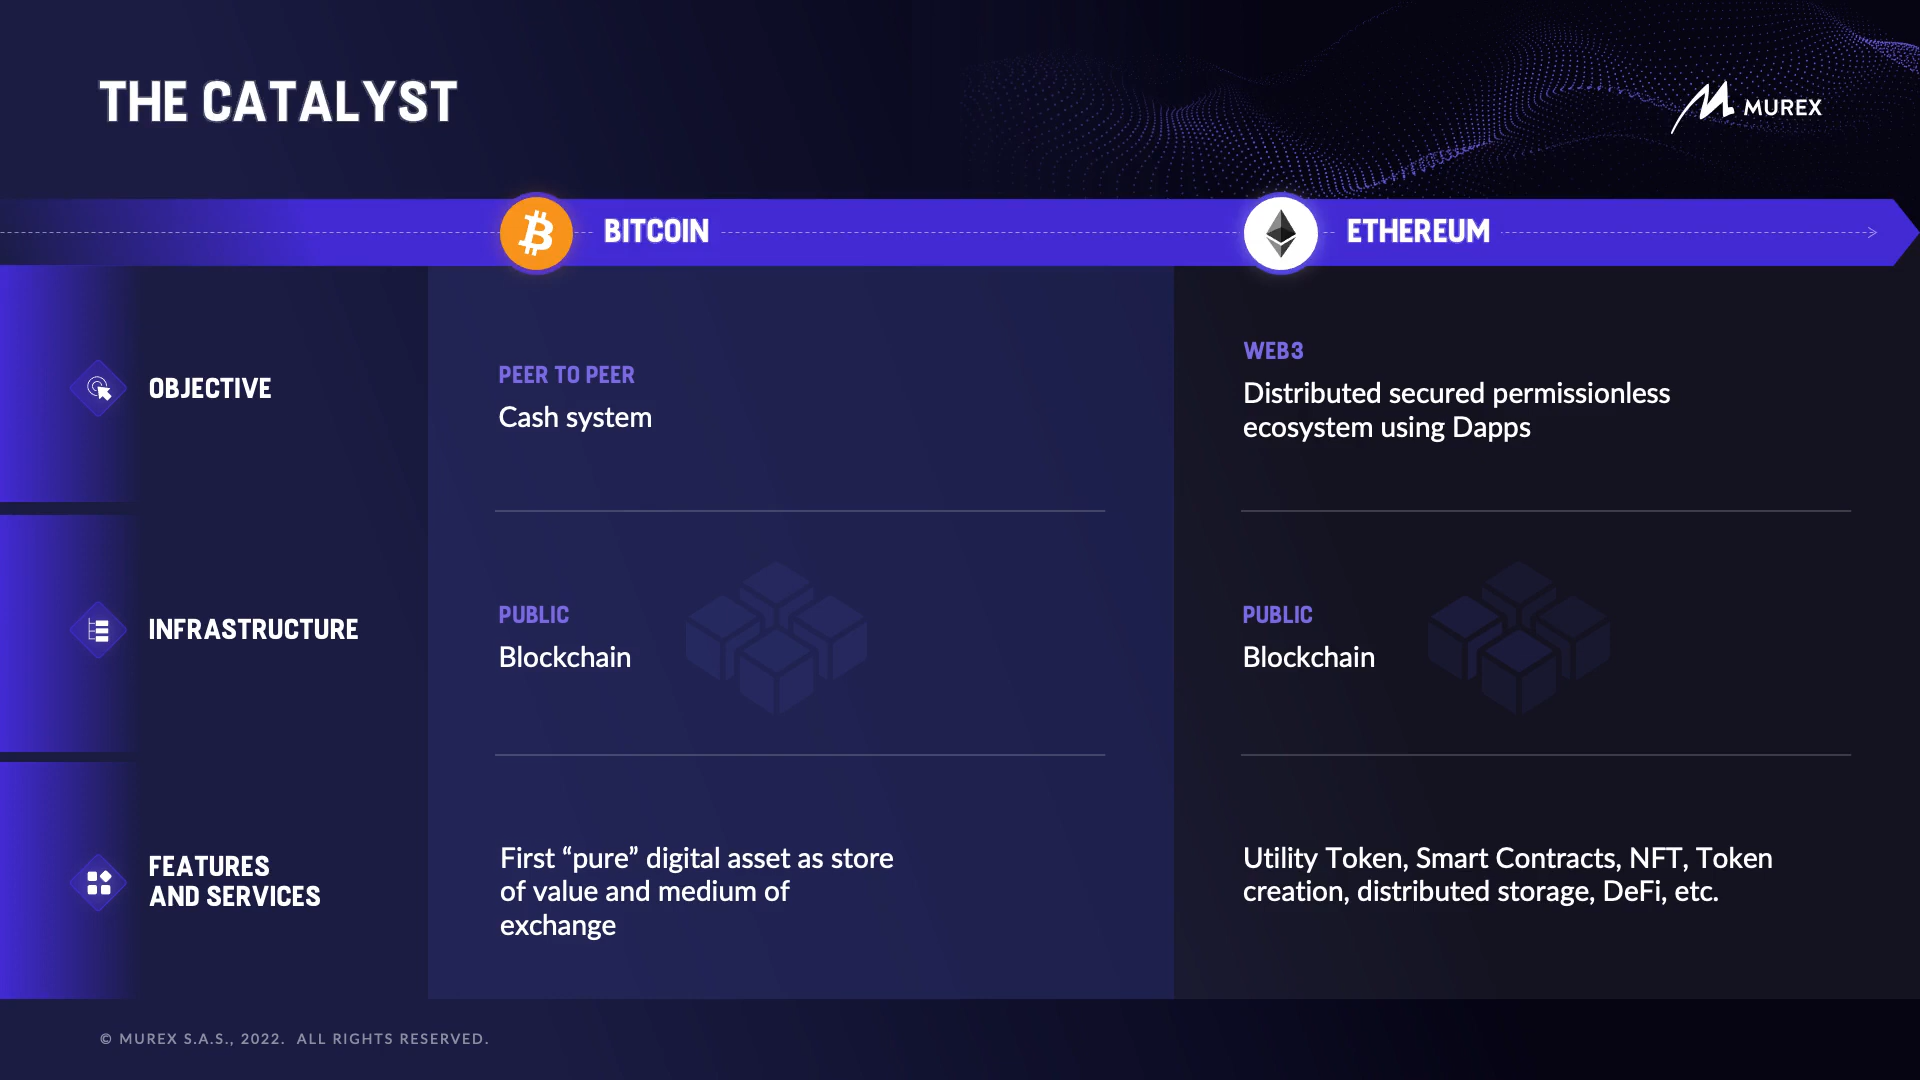 THE CATALYST
MUREX
BITCOIN
ETHEREUM
OBJECTIVE
PEER TO PEER
Cash system
WEB3
Distributed secured permissionless
ecosystem using Dapps
INFRASTRUCTURE
PUBLIC
Blockchain
PUBLIC
Blockchain
FEATURES
AND SERVICES
First “pure” digital asset as store
of value and medium of
exchange
Utility Token, Smart Contracts, NFT, Token
creation, distributed storage, DeFi, etc.
© MUREX S.A.S., 2022. ALL RIGHTS RESERVED.